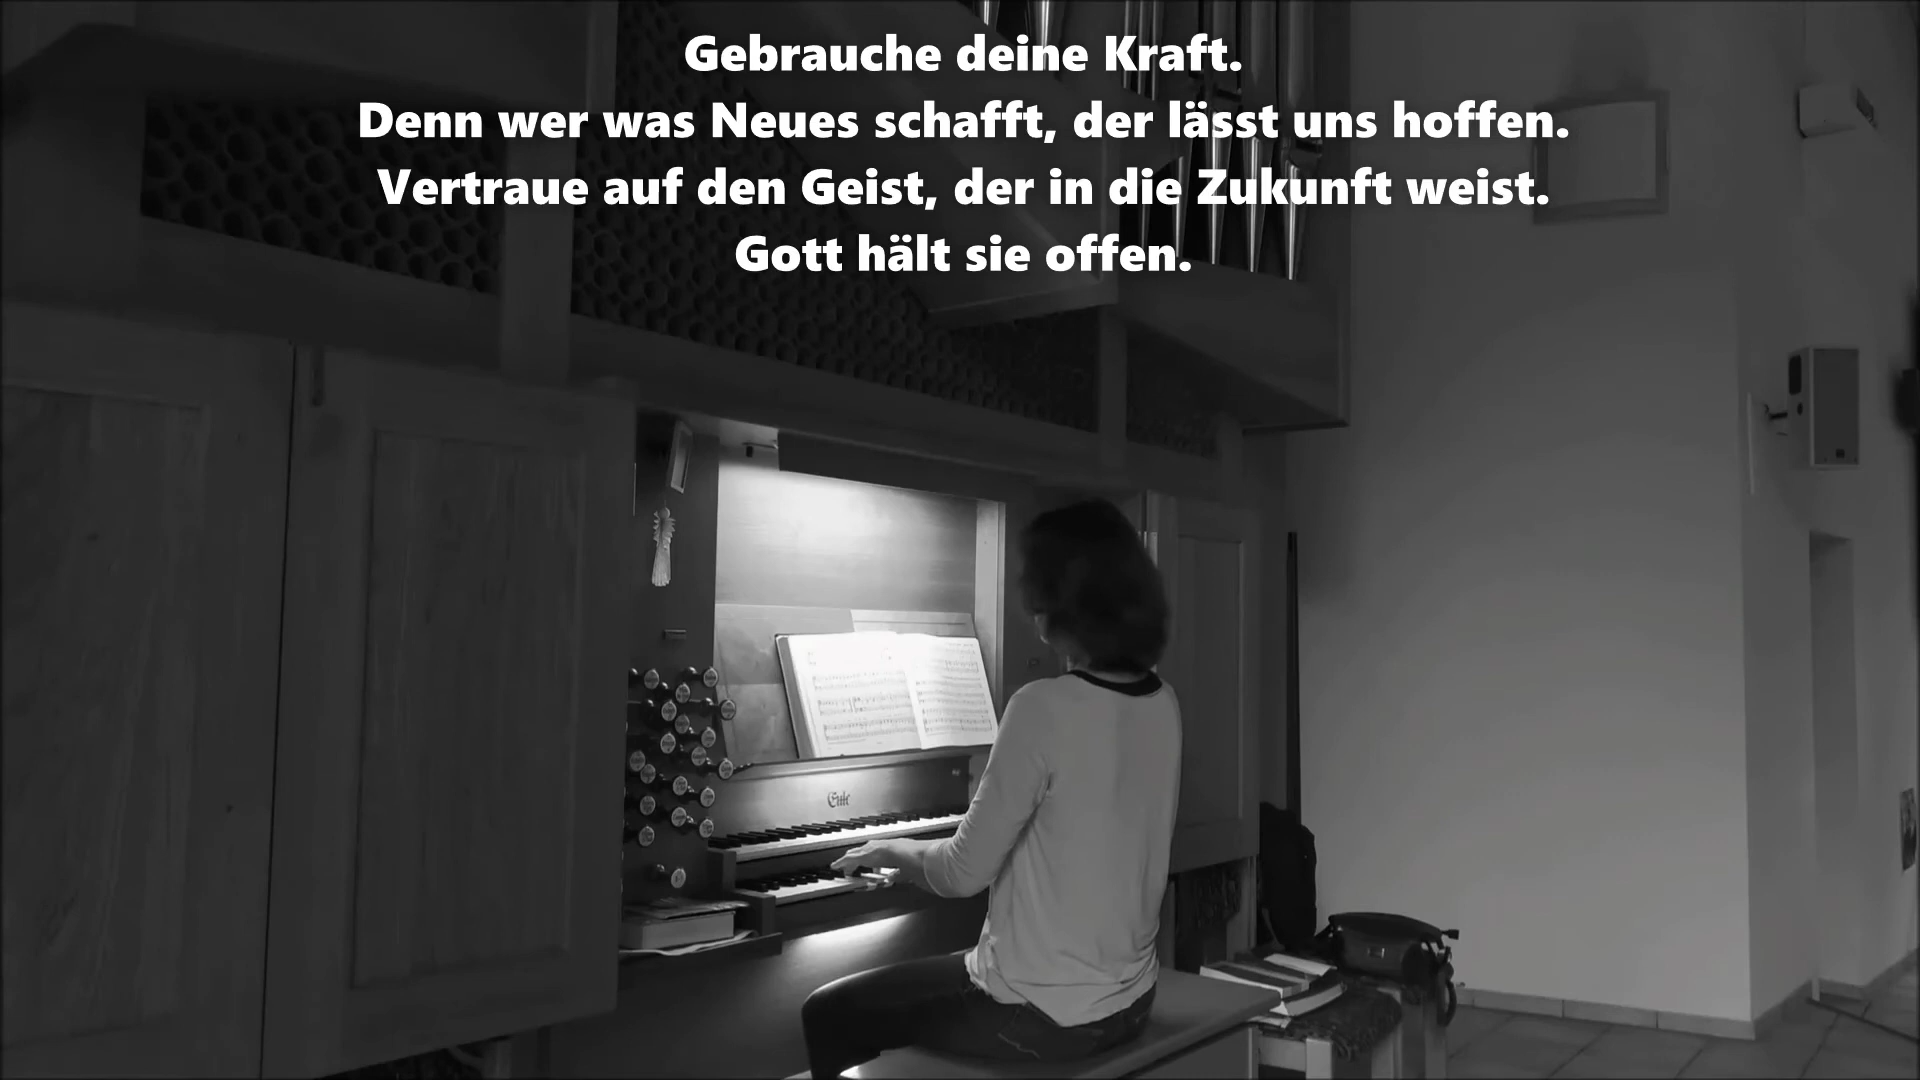 Gebrauche deine Kraft.
Denn wer was Neues schafft, der lässt uns hoffen.
Vertraue auf den Geist, der in die Zukunft weist.
Gott hält sie offen.
Eule